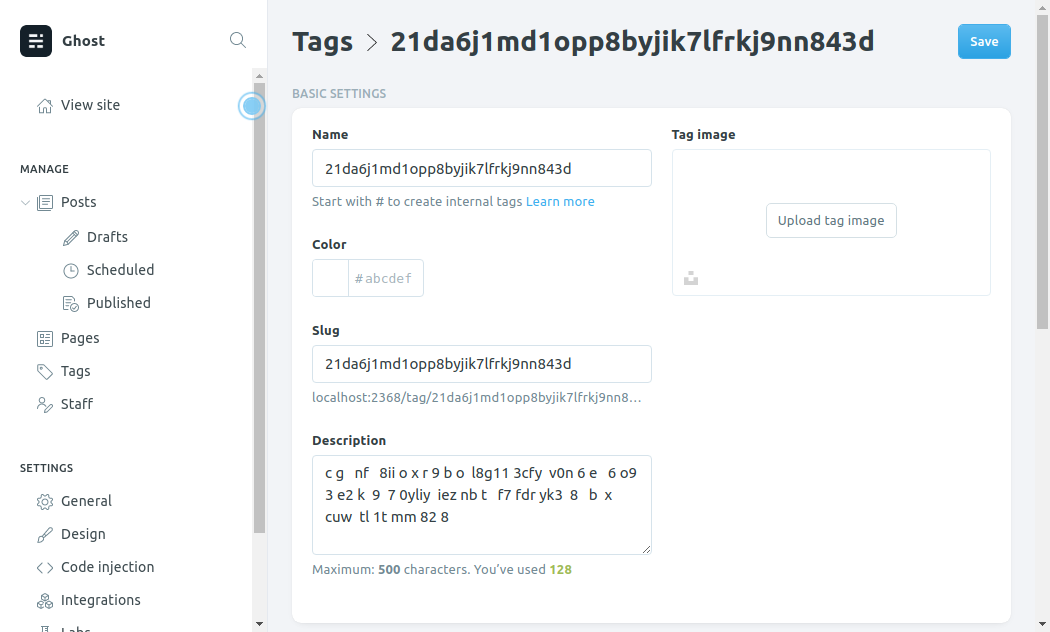 Ghost
View site
MANAGE
Posts
Drafts
Scheduled
Published
Pages
Tags
Staff
SETTINGS
General
Design
Code injection
Integrations
Labs
Tags > 21da6j1md1opp8byjik7lfrkj9nn843d
Save
BASIC SETTINGS
Name
21da6j1md1opp8byjik7lfrkj9nn843d
Start with # to create internal tags Learn more
Color
#abcdef
Slug
21da6j1md1opp8byjik7lfrkj9nn843d
localhost:2368/tag/21da6j1md1opp8byjik7lfrkj9nn8...
Description
c g   nf   8ii o x r 9 b o  l8g11 3cfy  v0n 6 e   6 o9
3 e2 k  9  7 0yliy  iez nb t   f7 fdr yk3  8   b  x
cuw  tl 1t mm 82 8
Maximum: 500 characters. You’ve used 128
Tag image
Upload tag image